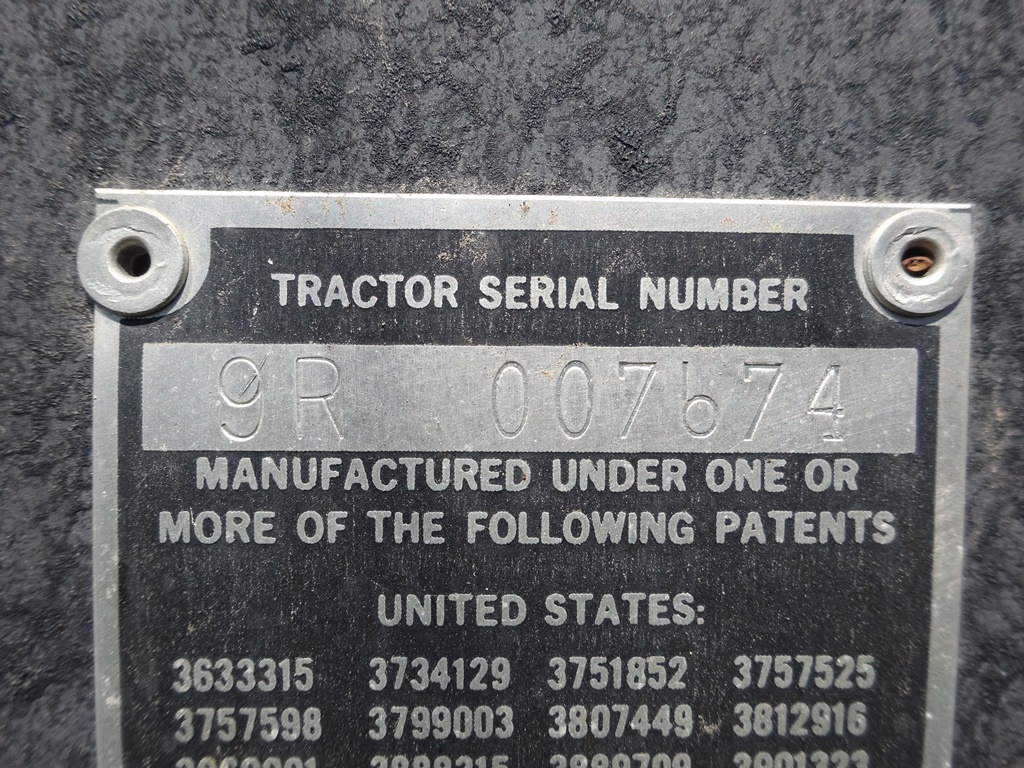 TRACTOR SERIAL NUMBER
9R 007674
MANUFACTURED UNDER ONE OR
MORE OF THE FOLLOWING PATENTS
UNITED STATES:
3633315 3734129 3751852 3757525
3757598 3799003 3807449 3812916